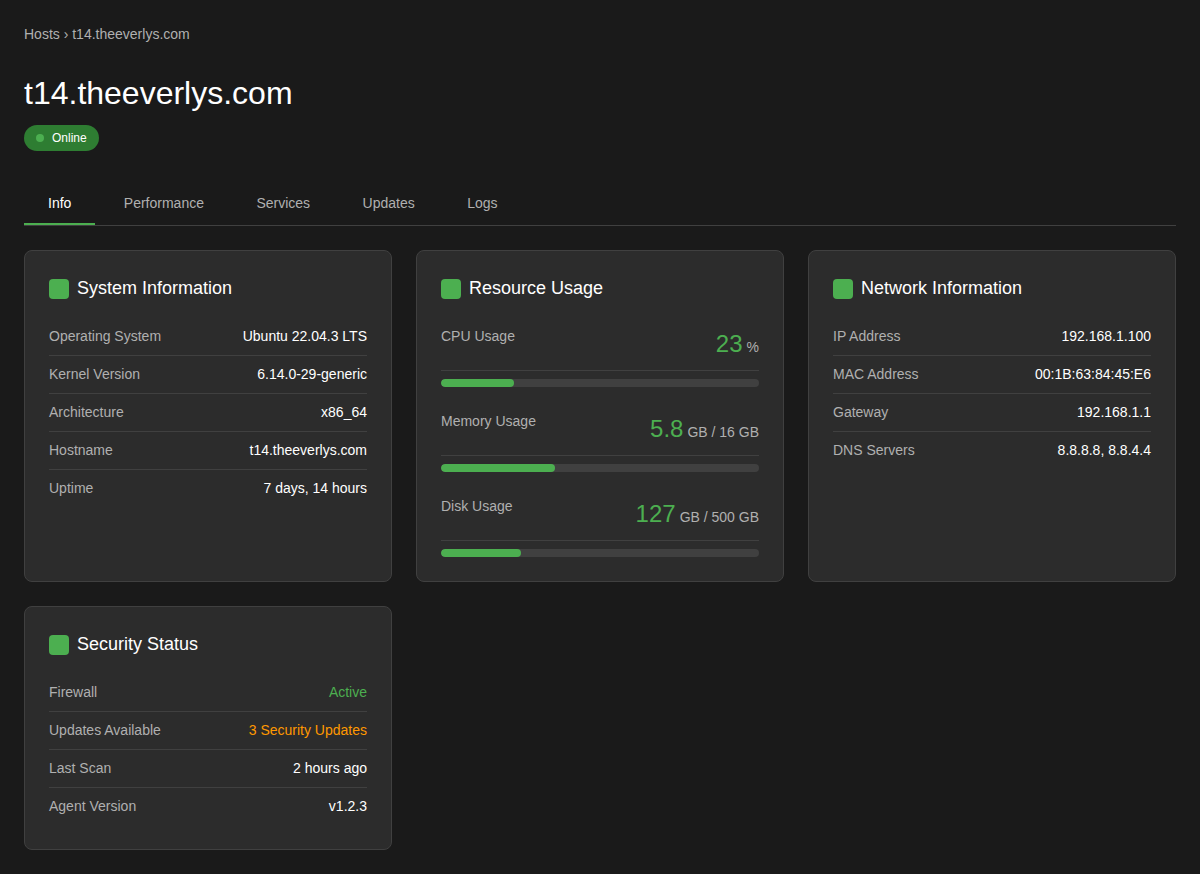 Hosts › t14.theeverlys.com
t14.theeverlys.com
Online
Info Performance Services Updates Logs
System Information
Operating System Ubuntu 22.04.3 LTS
Kernel Version 6.14.0-29-generic
Architecture x86_64
Hostname t14.theeverlys.com
Uptime 7 days, 14 hours
Resource Usage
CPU Usage 23 %
Memory Usage 5.8 GB / 16 GB
Disk Usage 127 GB / 500 GB
Network Information
IP Address 192.168.1.100
MAC Address 00:1B:63:84:45:E6
Gateway 192.168.1.1
DNS Servers 8.8.8.8, 8.8.4.4
Security Status
Firewall Active
Updates Available 3 Security Updates
Last Scan 2 hours ago
Agent Version v1.2.3